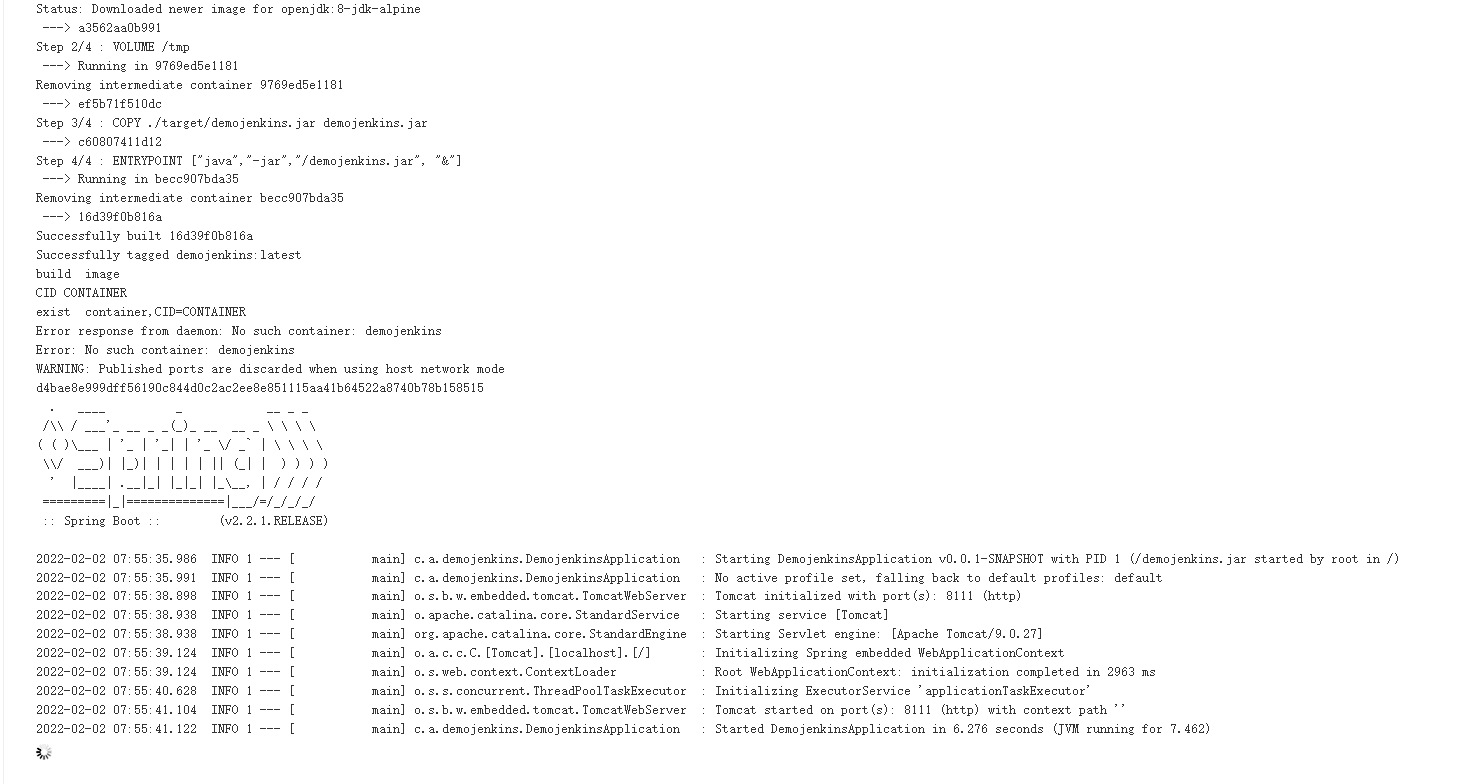 Status: Downloaded newer image for openjdk:8-jdk-alpine
 ---> a3562aa0b991
Step 2/4 : VOLUME /tmp
 ---> Running in 9769ed5e1181
Removing intermediate container 9769ed5e1181
 ---> ef5b71f510dc
Step 3/4 : COPY ./target/demojenkins.jar demojenkins.jar
 ---> c60807411d12
Step 4/4 : ENTRYPOINT ["java","-jar","/demojenkins.jar", "&"]
 ---> Running in becc907bda35
Removing intermediate container becc907bda35
 ---> 16d39f0b816a
Successfully built 16d39f0b816a
Successfully tagged demojenkins:latest
build  image
CID CONTAINER
exist  container,CID=CONTAINER
Error response from daemon: No such container: demojenkins
Error: No such container: demojenkins
WARNING: Published ports are discarded when using host network mode
d4bae8e999dff56190c844d0c2ac2ee8e851115aa41b64522a8740b78b158515
  .   ____          _            __ _ _
 /\\ / ___'_ __ _ _(_)_ __  __ _ \ \ \ \
( ( )\___ | '_ | '_| | '_ \/ _` | \ \ \ \
 \\/  ___)| |_)| | | | | || (_| |  ) ) ) )
  '  |____| .__|_| |_|_| |_\__, | / / / /
 =========|_|==============|___/=/_/_/_/
 :: Spring Boot ::        (v2.2.1.RELEASE)
2022-02-02 07:55:35.986  INFO 1 --- [           main] c.a.demojenkins.DemojenkinsApplication   : Starting DemojenkinsApplication v0.0.1-SNAPSHOT with PID 1 (/demojenkins.jar started by root in /)
2022-02-02 07:55:35.991  INFO 1 --- [           main] c.a.demojenkins.DemojenkinsApplication   : No active profile set, falling back to default profiles: default
2022-02-02 07:55:38.898  INFO 1 --- [           main] o.s.b.w.embedded.tomcat.TomcatWebServer  : Tomcat initialized with port(s): 8111 (http)
2022-02-02 07:55:38.938  INFO 1 --- [           main] o.apache.catalina.core.StandardService   : Starting service [Tomcat]
2022-02-02 07:55:38.938  INFO 1 --- [           main] org.apache.catalina.core.StandardEngine  : Starting Servlet engine: [Apache Tomcat/9.0.27]
2022-02-02 07:55:39.124  INFO 1 --- [           main] o.a.c.c.C.[Tomcat].[localhost].[/]       : Initializing Spring embedded WebApplicationContext
2022-02-02 07:55:39.124  INFO 1 --- [           main] o.s.web.context.ContextLoader            : Root WebApplicationContext: initialization completed in 2963 ms
2022-02-02 07:55:40.628  INFO 1 --- [           main] o.s.s.concurrent.ThreadPoolTaskExecutor  : Initializing ExecutorService 'applicationTaskExecutor'
2022-02-02 07:55:41.104  INFO 1 --- [           main] o.s.b.w.embedded.tomcat.TomcatWebServer  : Tomcat started on port(s): 8111 (http) with context path ''
2022-02-02 07:55:41.122  INFO 1 --- [           main] c.a.demojenkins.DemojenkinsApplication   : Started DemojenkinsApplication in 6.276 seconds (JVM running for 7.462)